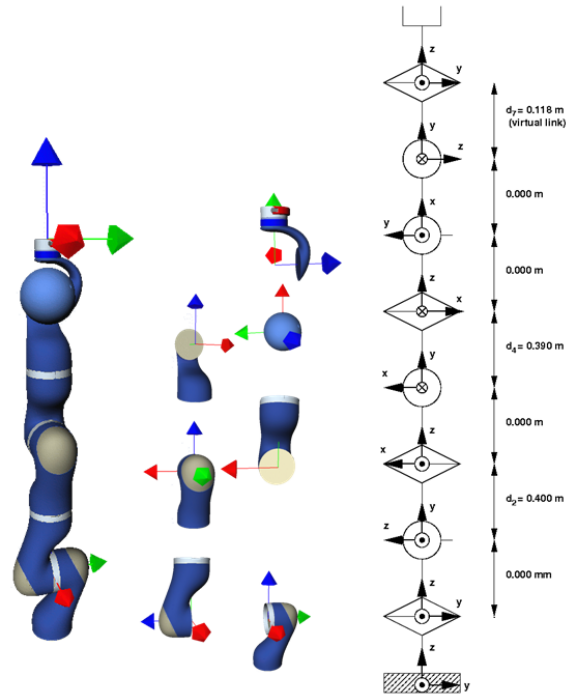 z
y
d₇= 0.118 m
(virtual link)
y
z
0.000 m
x
y
0.000 m
z
x
d₄ = 0.390 m
y
x
0.000 m
z
x
d₂ = 0.400 m
y
z
0.000 mm
z
y
z
y